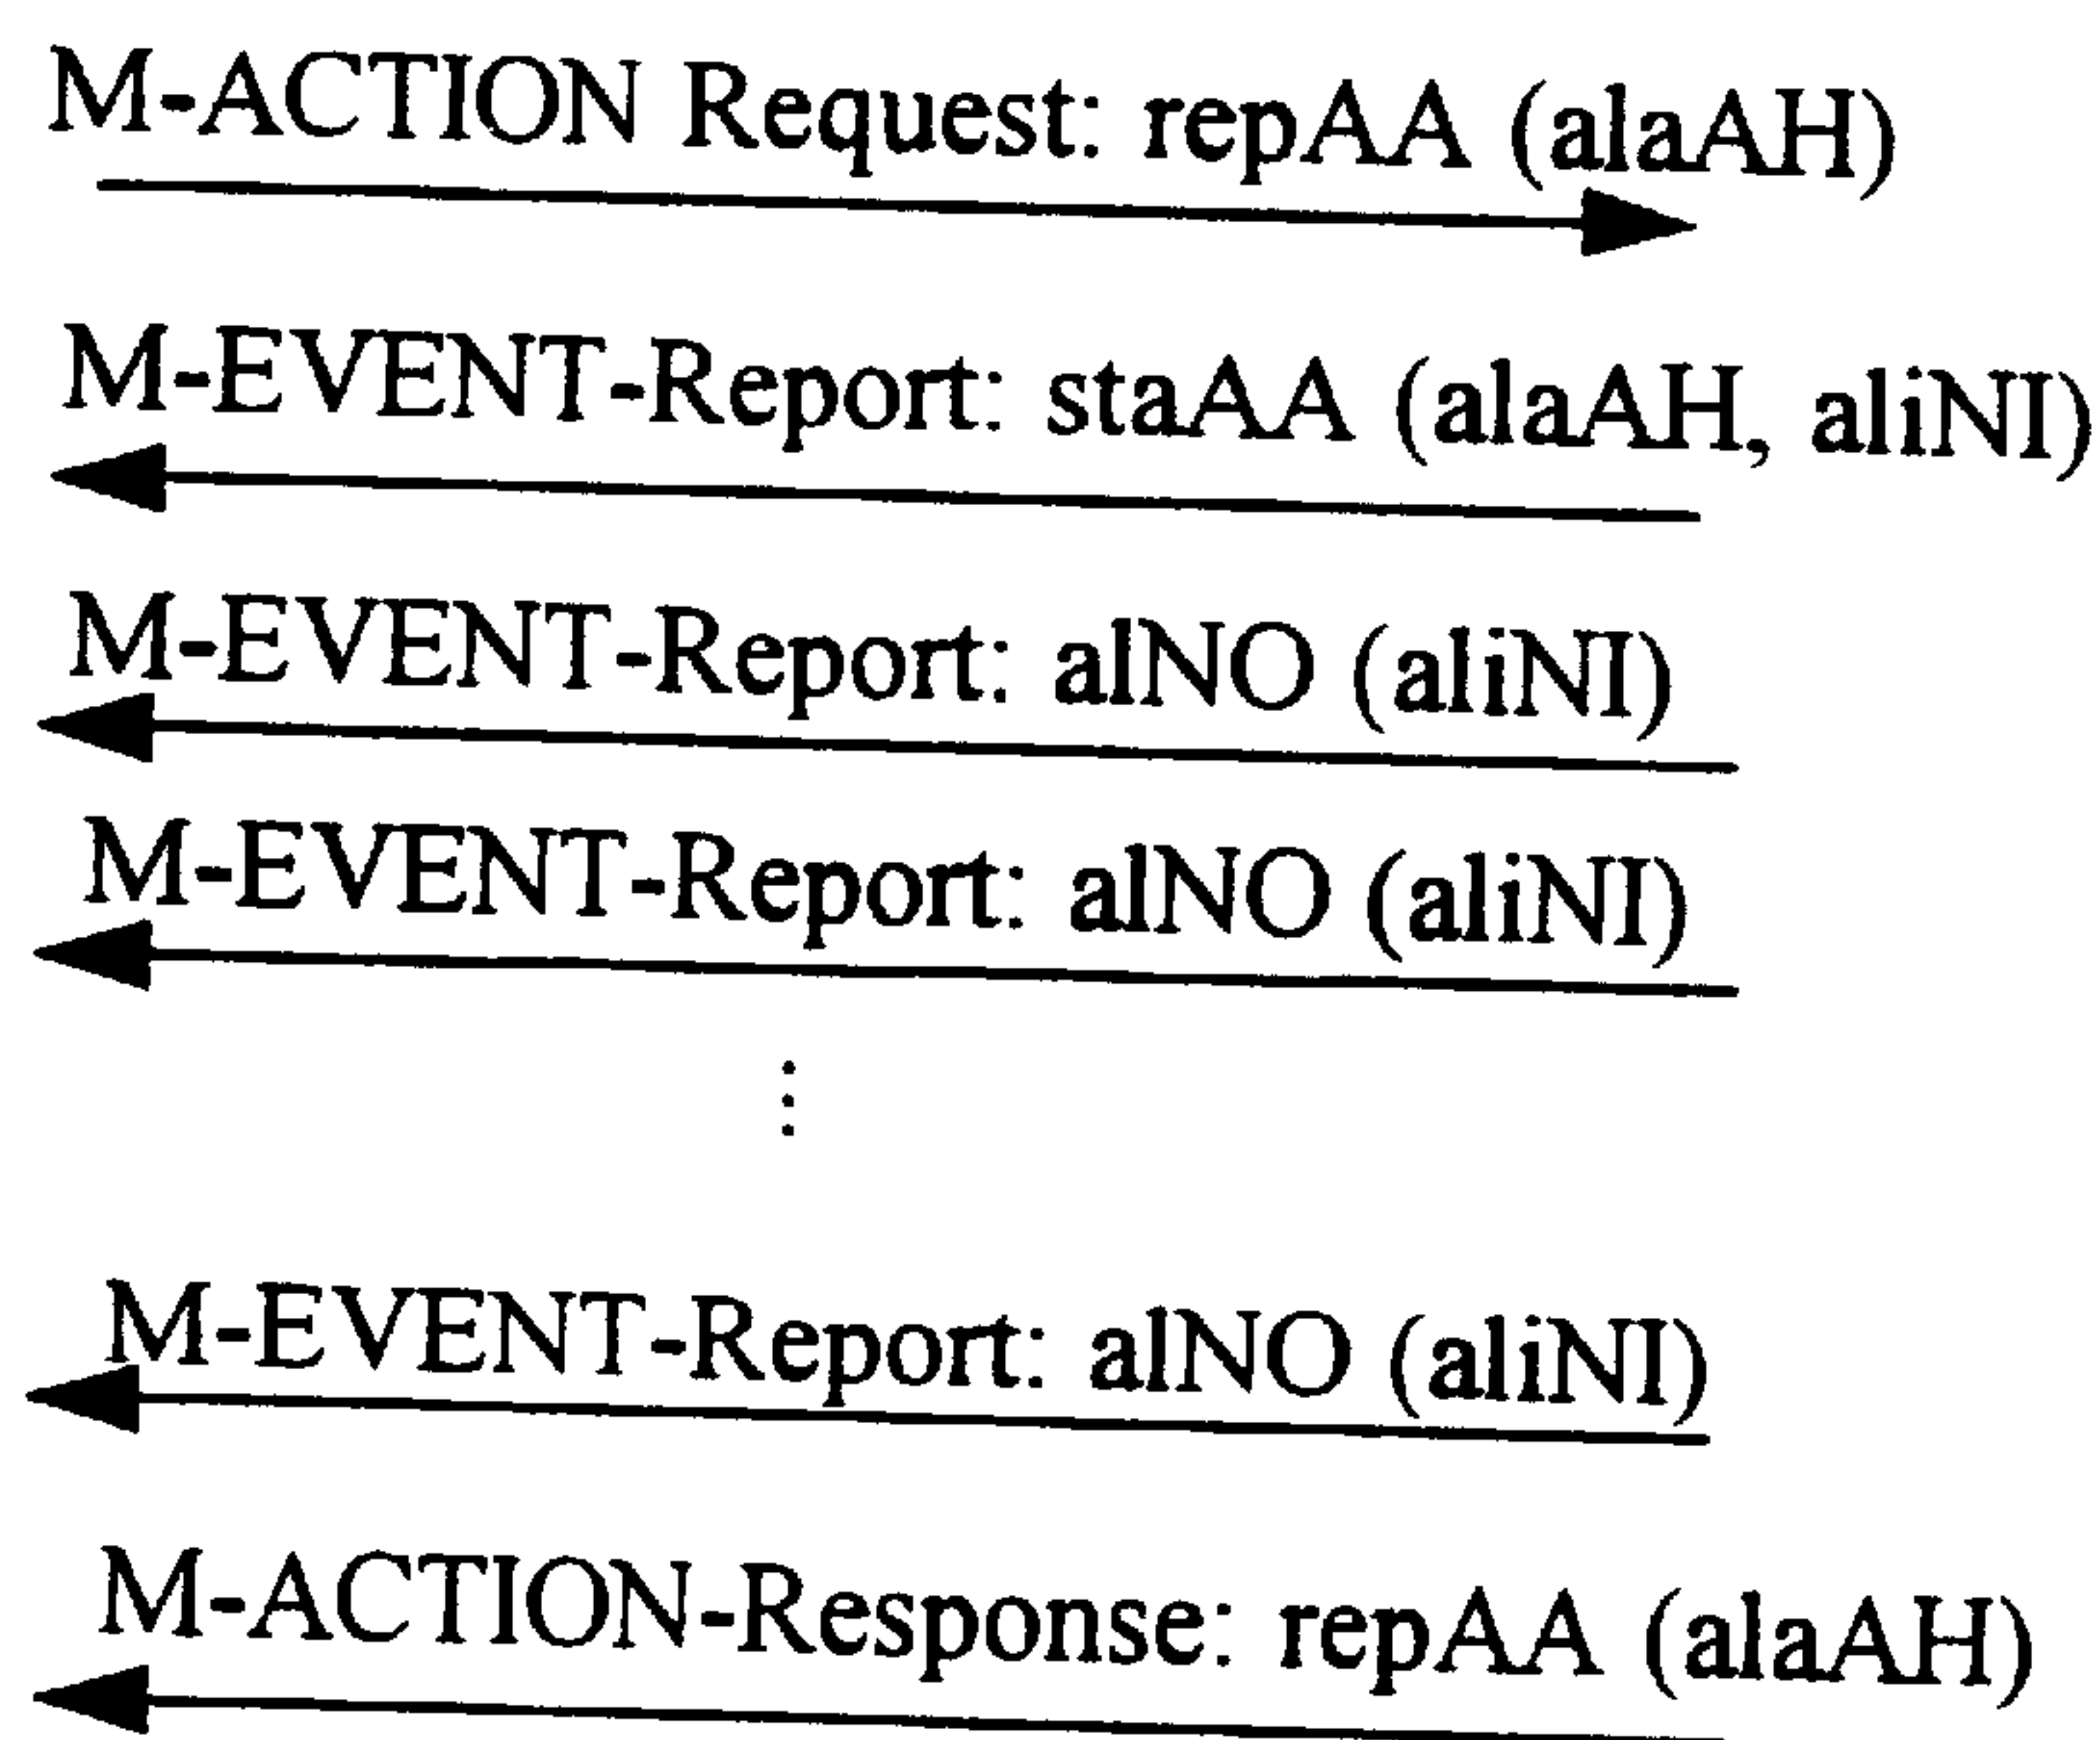 M-ACTION Request: repAA (alaAH)
M-EVENT-Report: staAA (alaAH, aliNI)
M-EVENT-Report: alNO (aliNI)
M-EVENT-Report: alNO (aliNI)
⋮
M-EVENT-Report: alNO (aliNI)
M-ACTION-Response: repAA (alaAH)